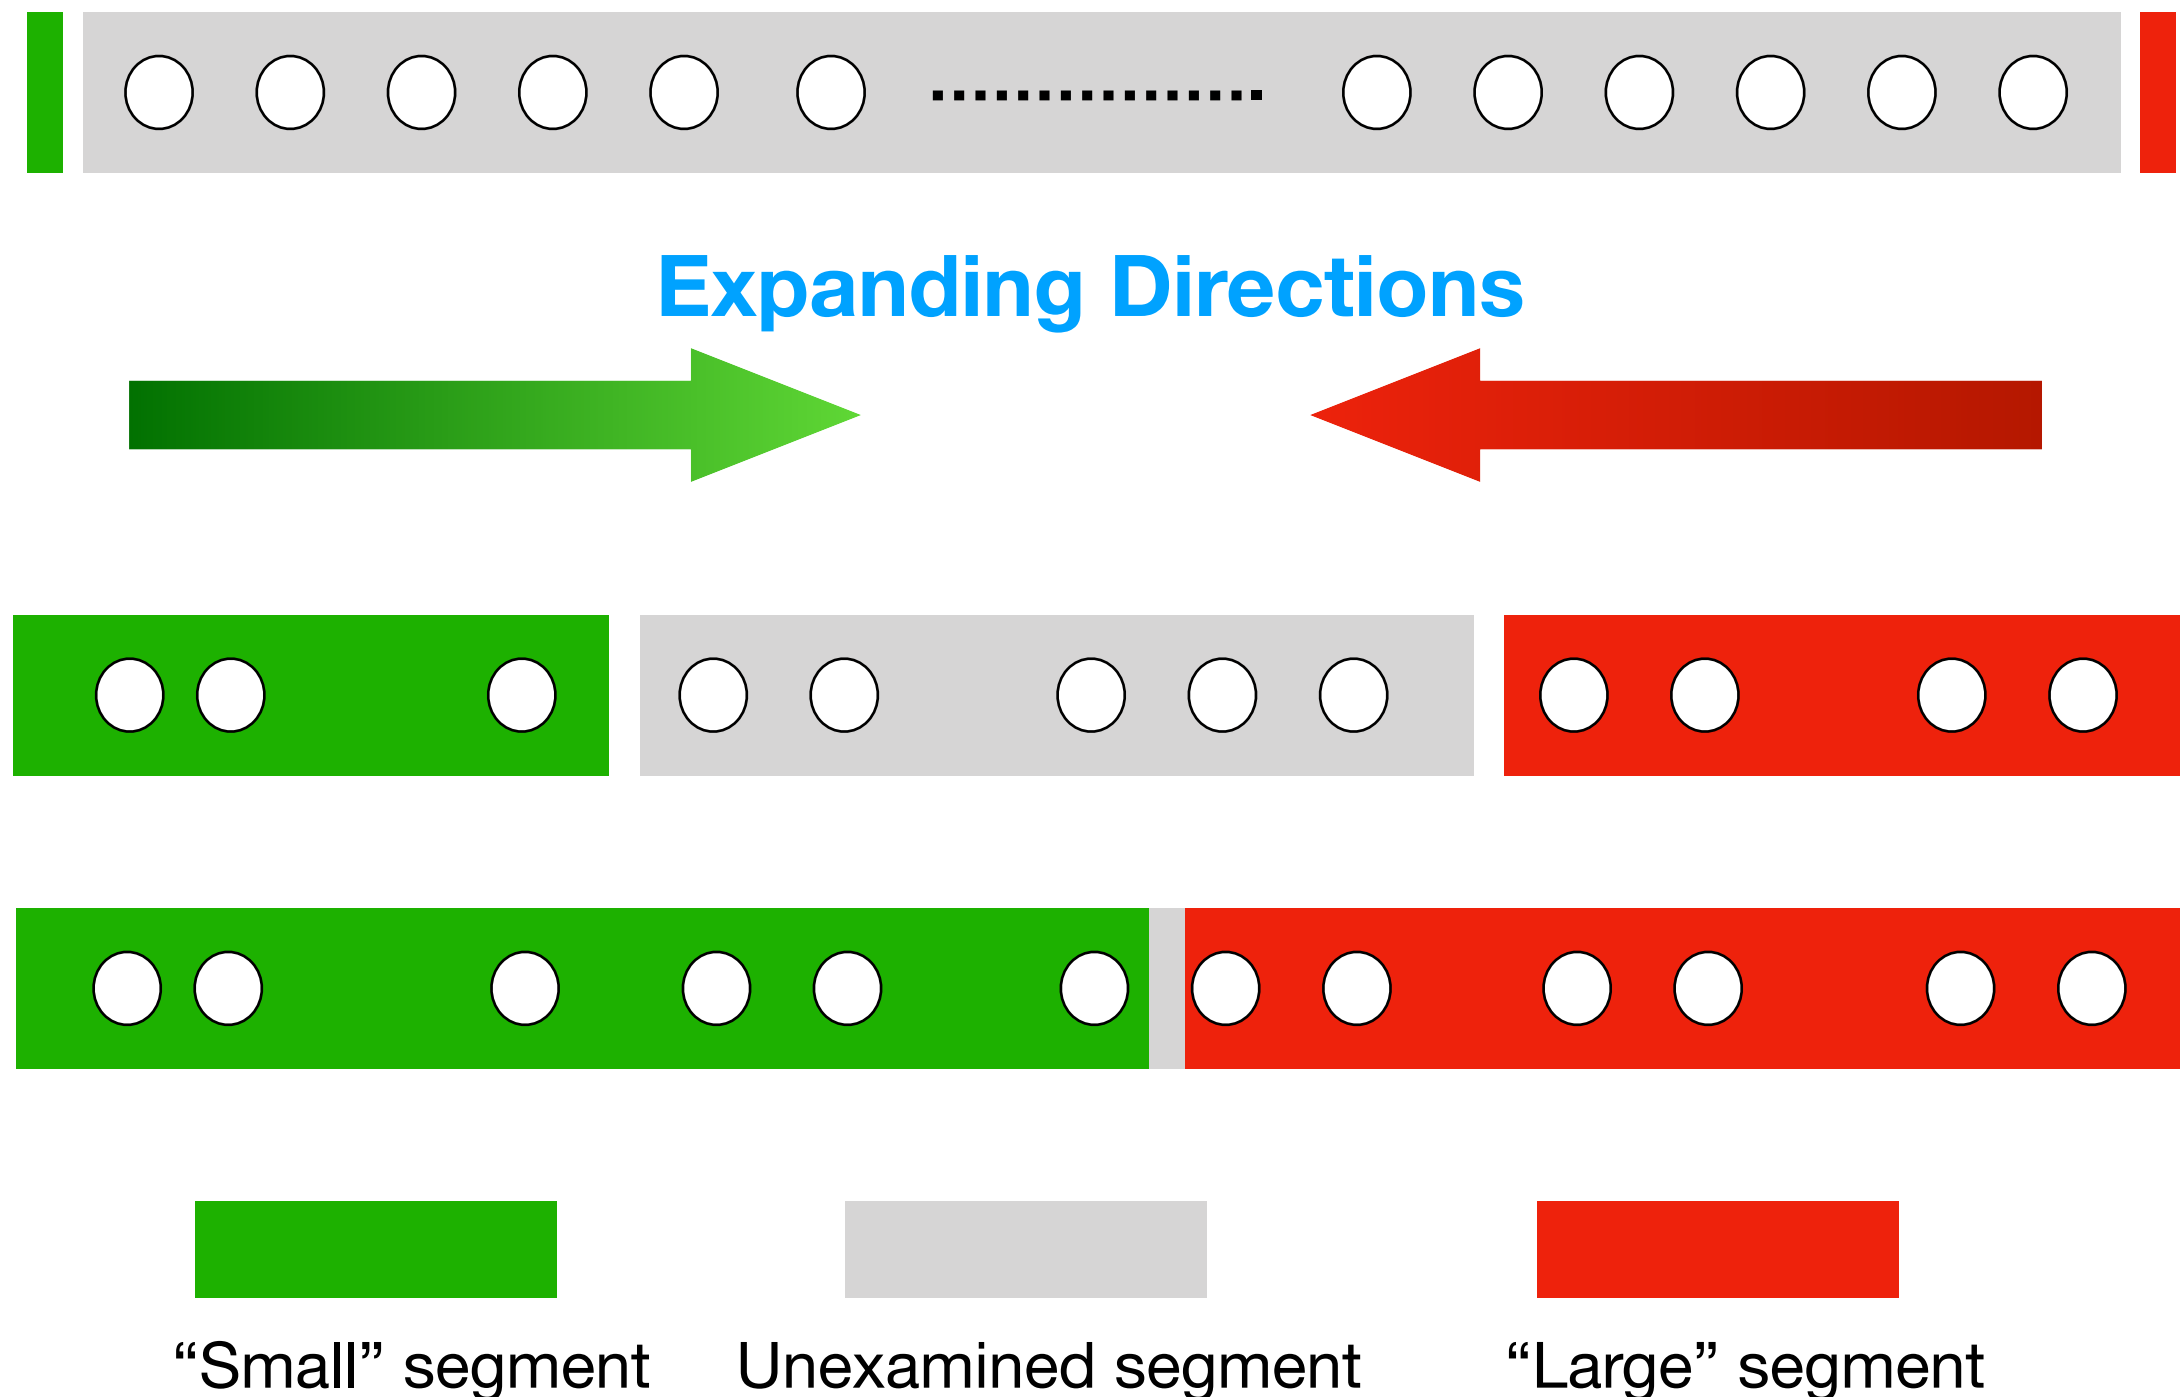 Expanding Directions
“Small” segment
Unexamined segment
“Large” segment